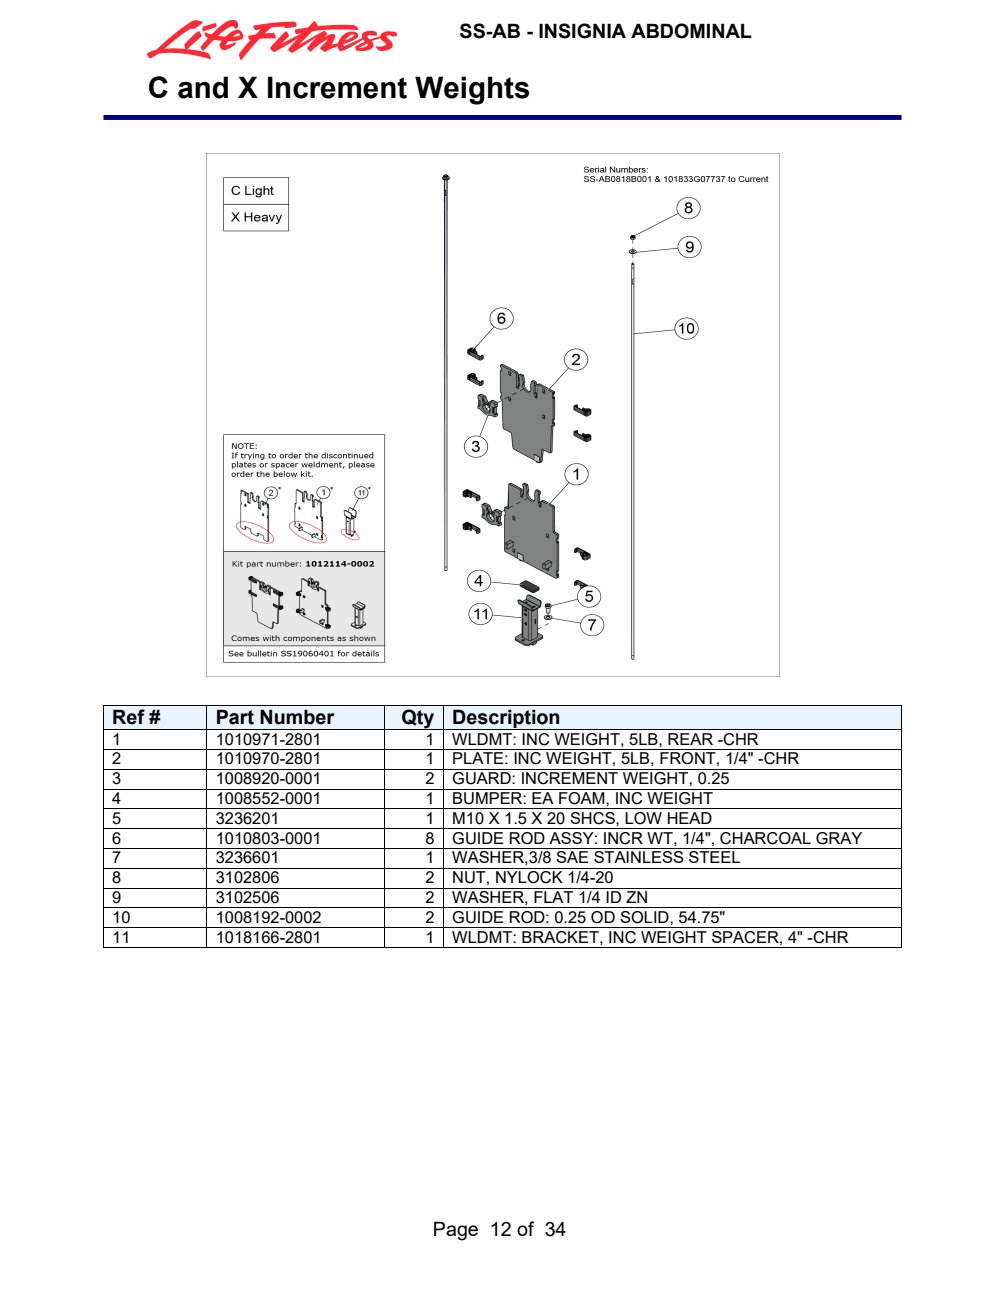 Life Fitness
SS-AB - INSIGNIA ABDOMINAL
C and X Increment Weights
Serial Numbers:
SS-AB0818B001 & 101833G07737 to Current
C Light
X Heavy
8
9
10
6
2
3
1
4
5
11
7
NOTE:
If trying to order the discontinued
plates or spacer weldment, please
order the below kit.
2*
1*
11*
Kit part number: 1012114-0002
Comes with components as shown
See bulletin SS19060401 for details
Ref # Part Number Qty Description
1 1010971-2801 1 WLDMT: INC WEIGHT, 5LB, REAR -CHR
2 1010970-2801 1 PLATE: INC WEIGHT, 5LB, FRONT, 1/4" -CHR
3 1008920-0001 2 GUARD: INCREMENT WEIGHT, 0.25
4 1008552-0001 1 BUMPER: EA FOAM, INC WEIGHT
5 3236201 1 M10 X 1.5 X 20 SHCS, LOW HEAD
6 1010803-0001 8 GUIDE ROD ASSY: INCR WT, 1/4", CHARCOAL GRAY
7 3236601 1 WASHER,3/8 SAE STAINLESS STEEL
8 3102806 2 NUT, NYLOCK 1/4-20
9 3102506 2 WASHER, FLAT 1/4 ID ZN
10 1008192-0002 2 GUIDE ROD: 0.25 OD SOLID, 54.75"
11 1018166-2801 1 WLDMT: BRACKET, INC WEIGHT SPACER, 4" -CHR
Page 12 of 34